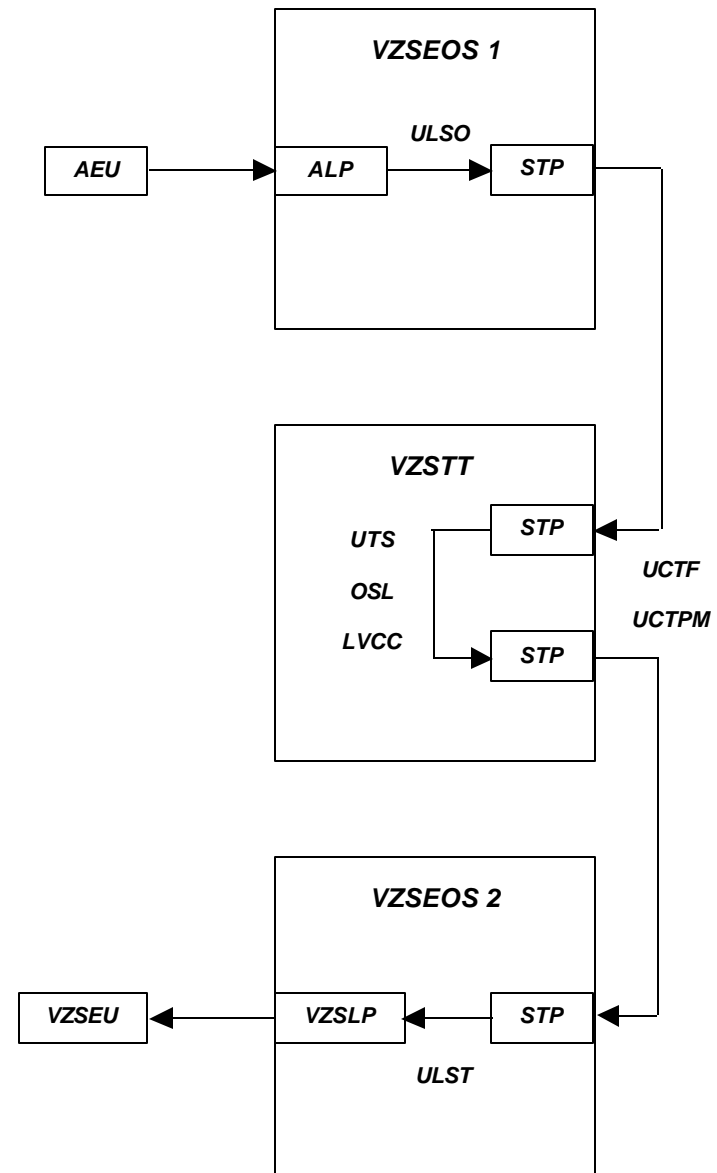 VZSEOS 1
ULSO
AEU
ALP
STP
VZSTT
STP
UTS
OSL
LVCC
UCTF
UCTPM
STP
VZSEOS 2
VZSEU
VZSLP
STP
ULST